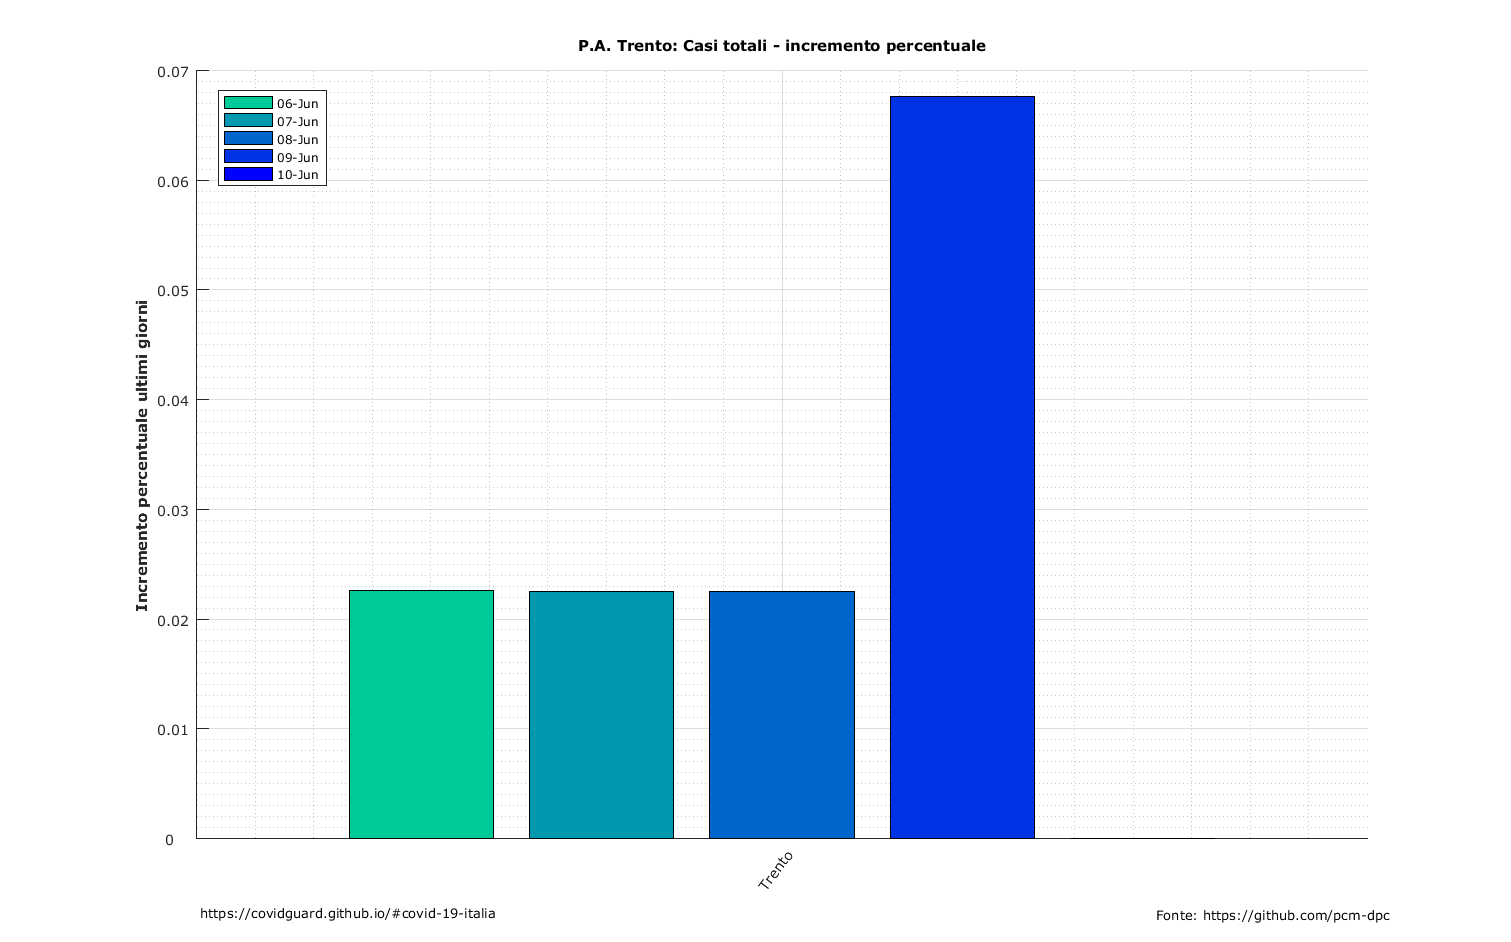 P.A. Trento: Casi totali - incremento percentuale
0.07
0.06
0.05
0.04
0.03
0.02
0.01
0
Incremento percentuale ultimi giorni
06-Jun
07-Jun
08-Jun
09-Jun
10-Jun
Trento
https://covidguard.github.io/#covid-19-italia
Fonte: https://github.com/pcm-dpc